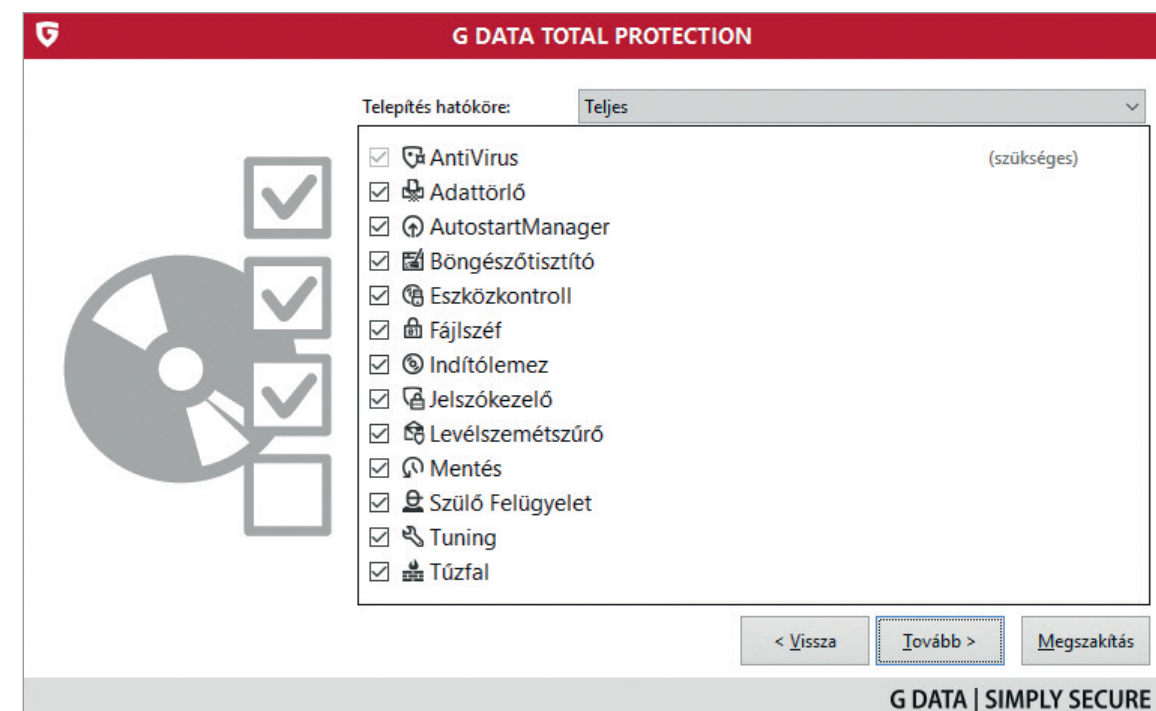 G DATA TOTAL PROTECTION
Telepítés hatóköre: Teljes
AntiVirus (szükséges)
Adattörlő
AutostartManager
Böngészőtisztító
Eszközkontroll
Fájlszéf
Indítólemez
Jelszókezelő
Levélszemétszűrő
Mentés
Szülő Felügyelet
Tuning
Tűzfal
< Vissza Tovább > Megszakítás
G DATA | SIMPLY SECURE